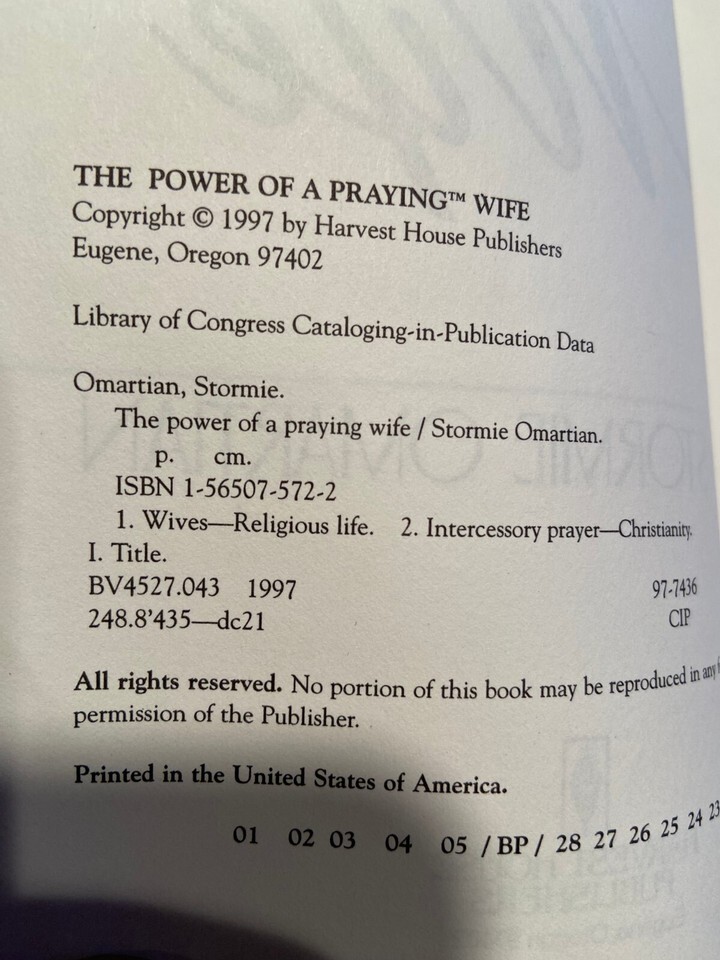 THE POWER OF A PRAYING™ WIFE
Copyright © 1997 by Harvest House Publishers
Eugene, Oregon 97402
Library of Congress Cataloging-in-Publication Data
Omartian, Stormie.
The power of a praying wife / Stormie Omartian.
p. cm.
ISBN 1-56507-572-2
1. Wives—Religious life. 2. Intercessory prayer—Christianity.
I. Title.
BV4527.043 1997 97-7436
248.8'435—dc21 CIP
All rights reserved. No portion of this book may be reproduced in any
permission of the Publisher.
Printed in the United States of America.
01 02 03 04 05 / BP / 28 27 26 25 24 23